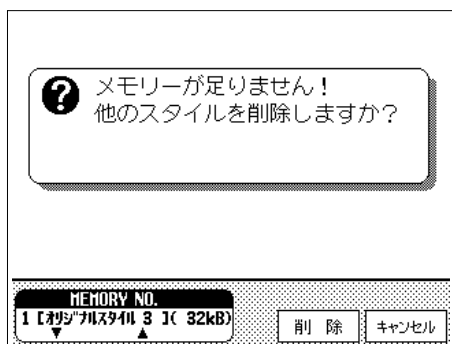 メモリーが足りません！
他のスタイルを削除しますか？
MEMORY NO.
1 [ｵﾘｼﾞﾅﾙｽﾀｲﾙ 3 ]( 32kB)
削 除
ｷｬﾝｾﾙ